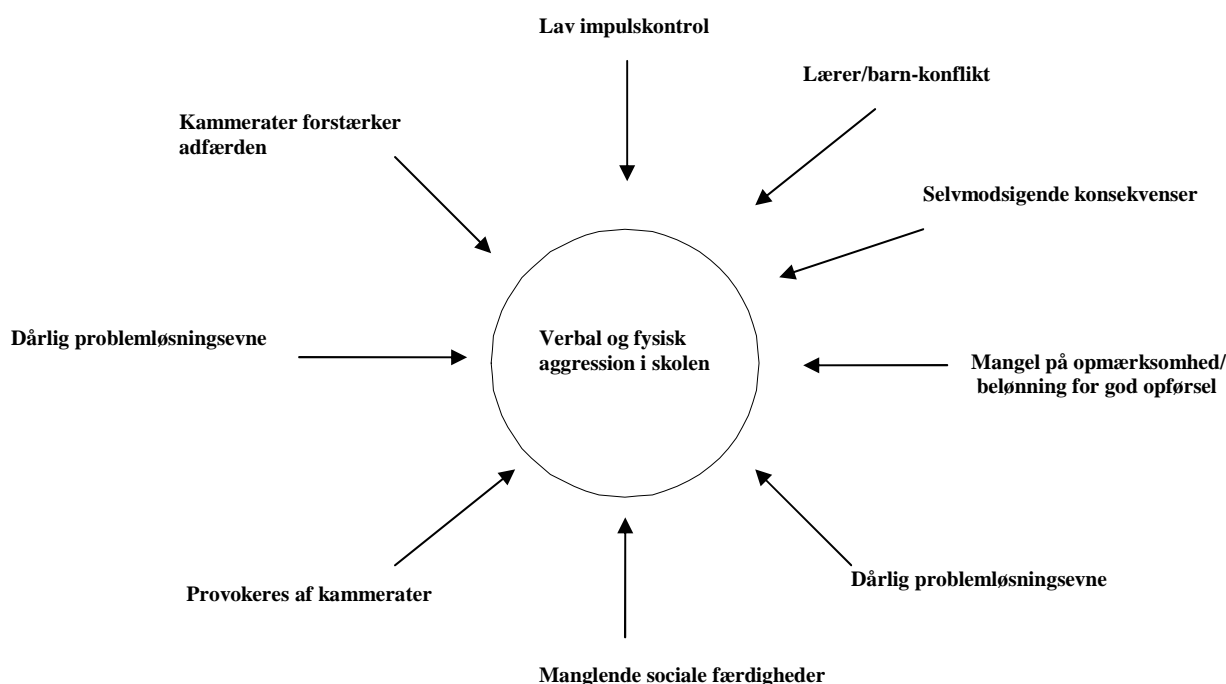 Lav impulskontrol
Lærer/barn-konflikt
Kammerater forstærker
adfærden
Selvmodsigende konsekvenser
Dårlig problemløsningsevne
Verbal og fysisk
aggression i skolen
Mangel på opmærksomhed/
belønning for god opførsel
Dårlig problemløsningsevne
Provokeres af kammerater
Manglende sociale færdigheder